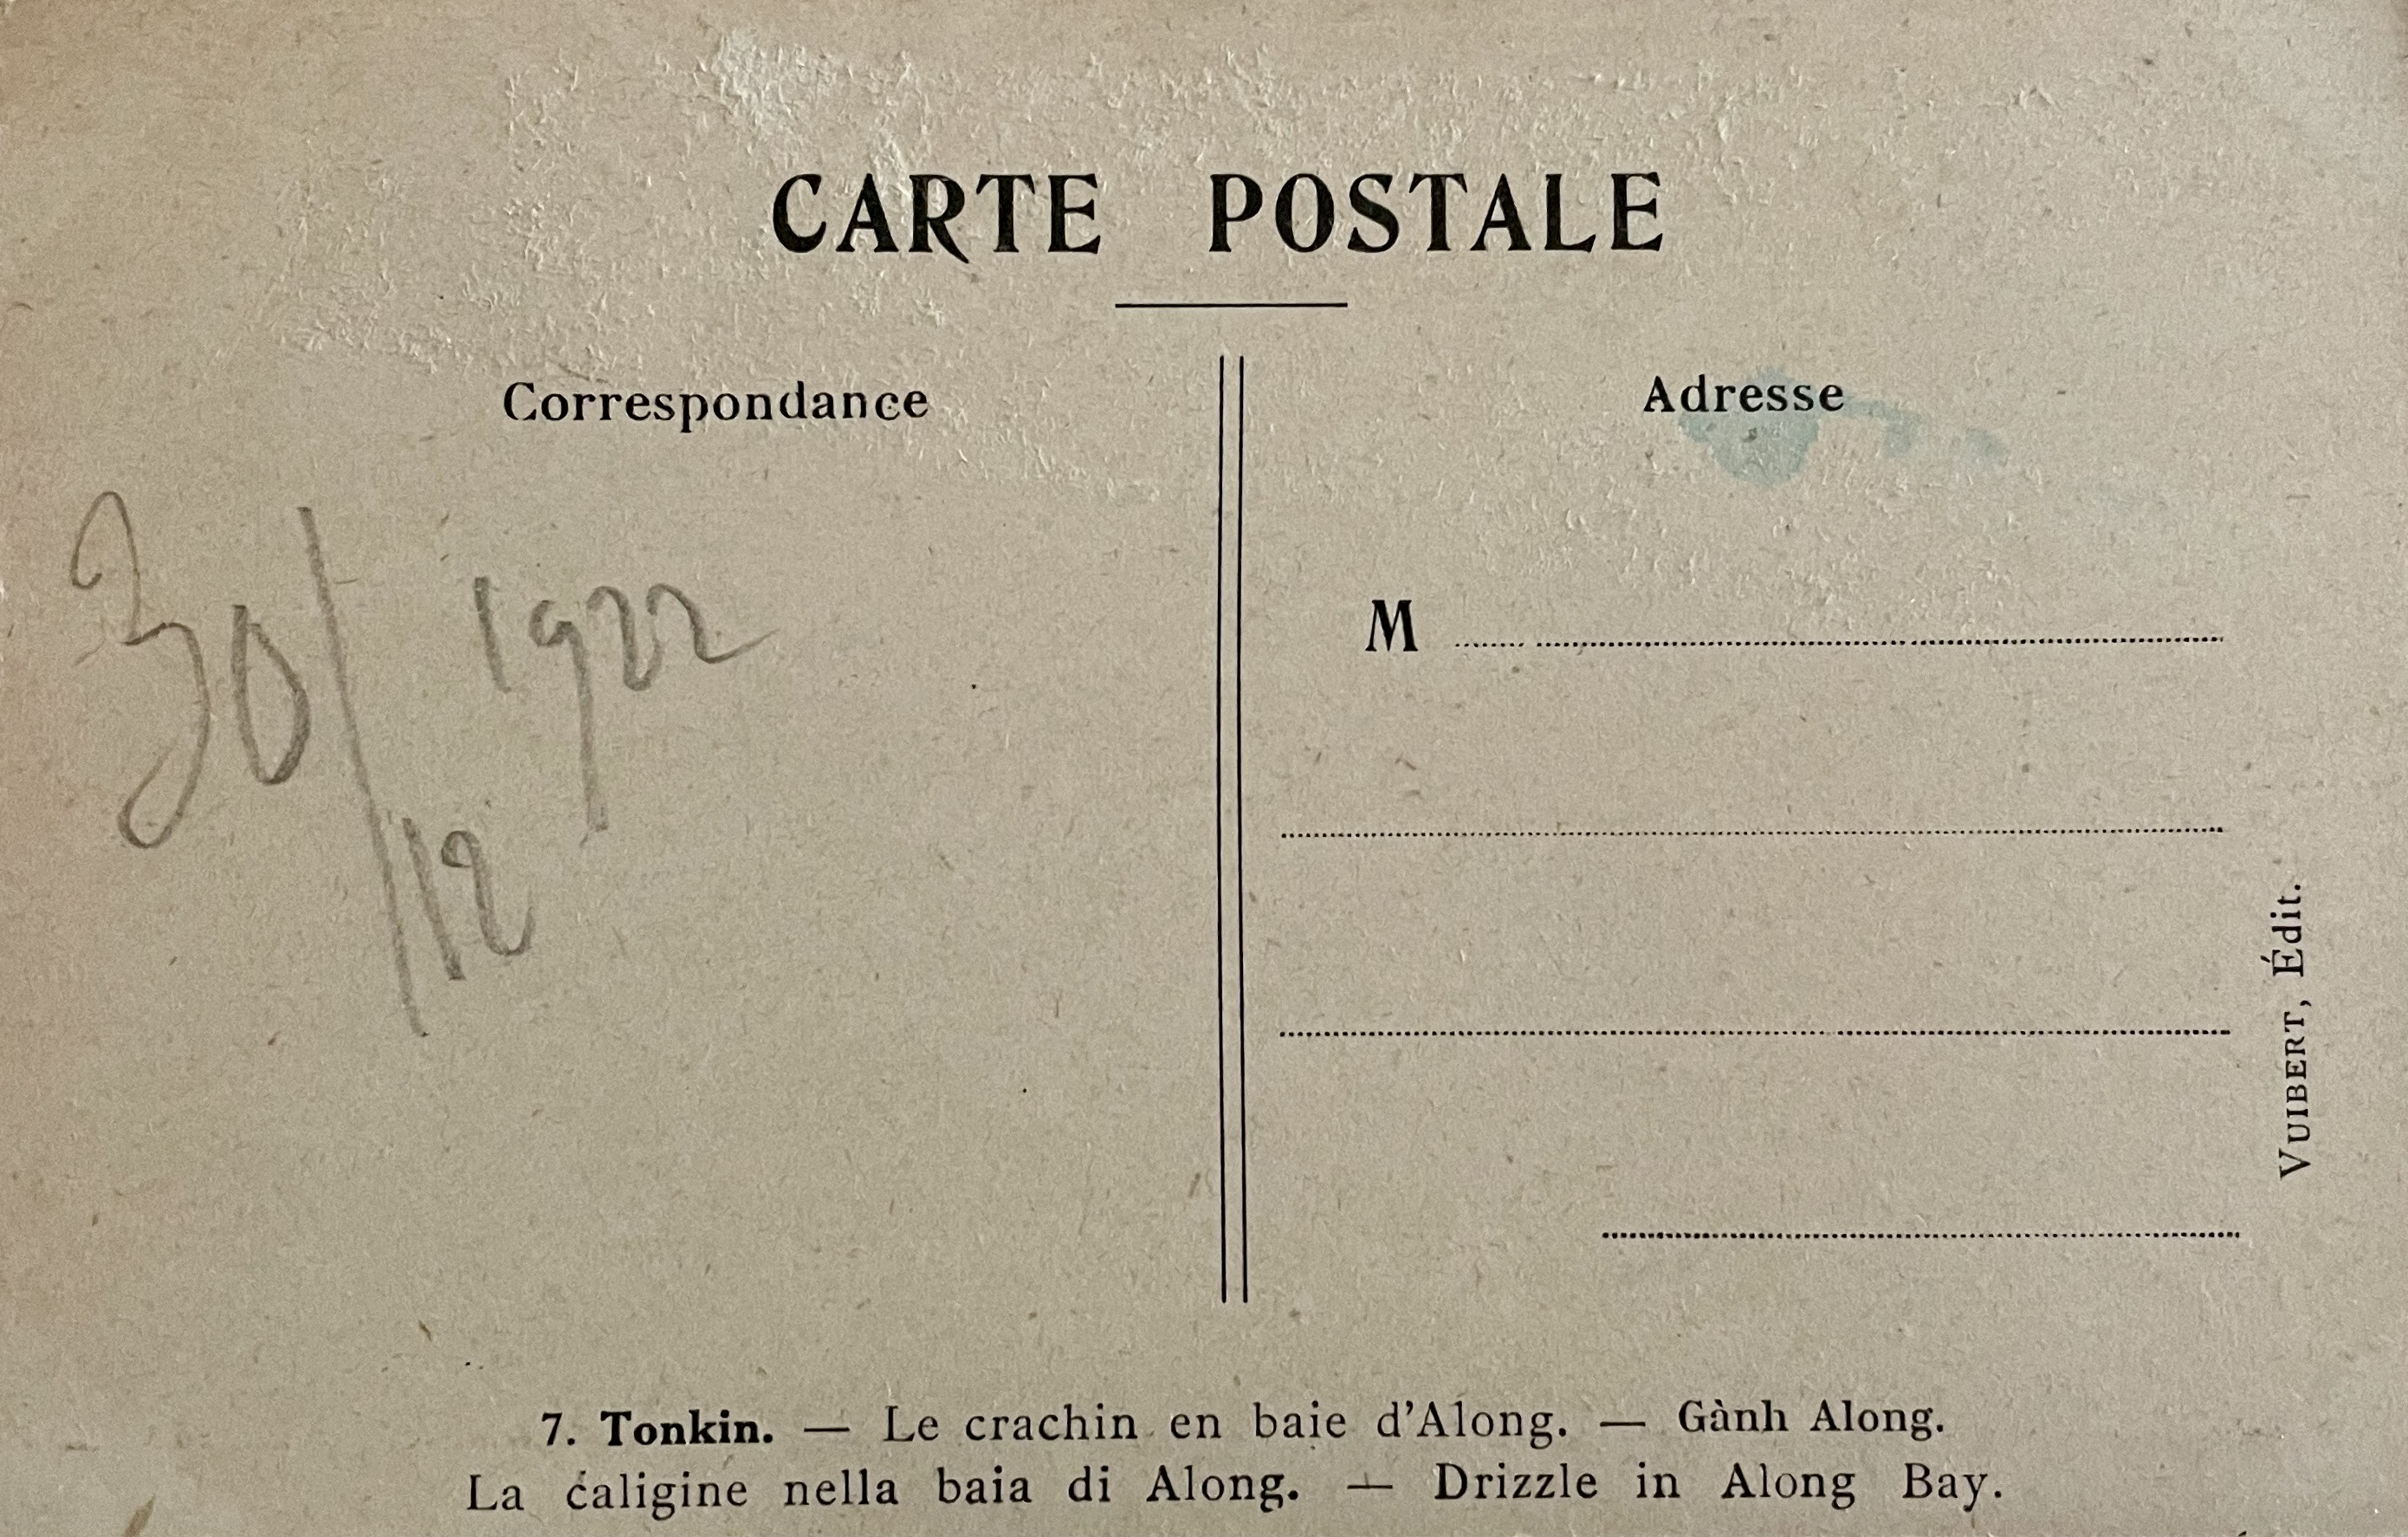 CARTE POSTALE
Correspondance
Adresse
30/12 1922
M
VUIBERT, Édit.
7. Tonkin. — Le crachin en baie d'Along. — Gành Along.
La caligine nella baia di Along. — Drizzle in Along Bay.